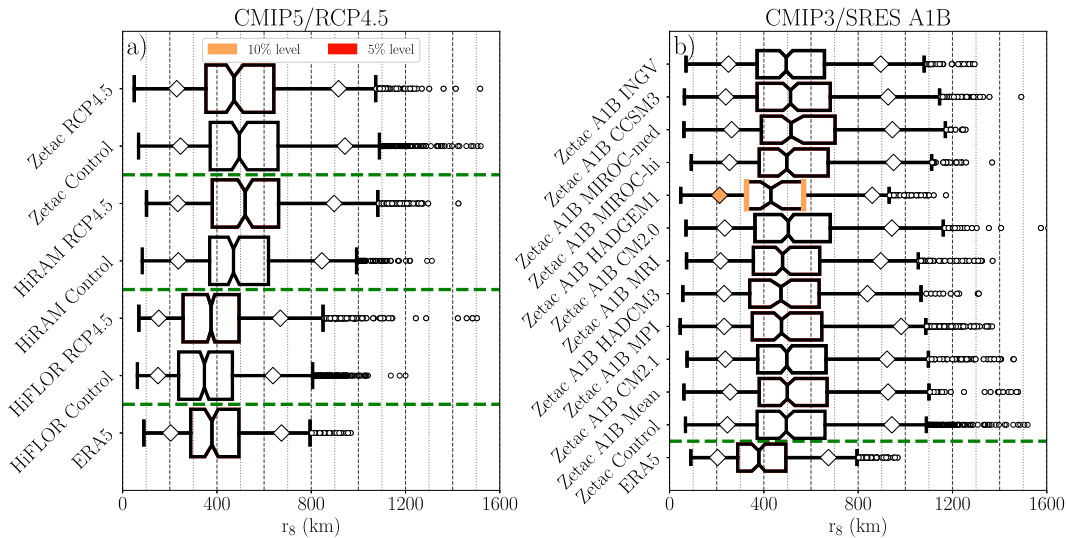 CMIP5/RCP4.5
a)
10% level
5% level
Zetac RCP4.5
Zetac Control
HiRAM RCP4.5
HiRAM Control
HiFLOR RCP4.5
HiFLOR Control
ERA5
0 400 800 1200 1600
r8 (km)
CMIP3/SRES A1B
b)
Zetac A1B INGV
Zetac A1B CCSM3
Zetac A1B MIROC-med
Zetac A1B MIROC-hi
Zetac A1B HADGEM1
Zetac A1B CM2.0
Zetac A1B MRI
Zetac A1B HADCM3
Zetac A1B MPI
Zetac A1B CM2.1
Zetac A1B Mean
Zetac Control
ERA5
0 400 800 1200 1600
r8 (km)